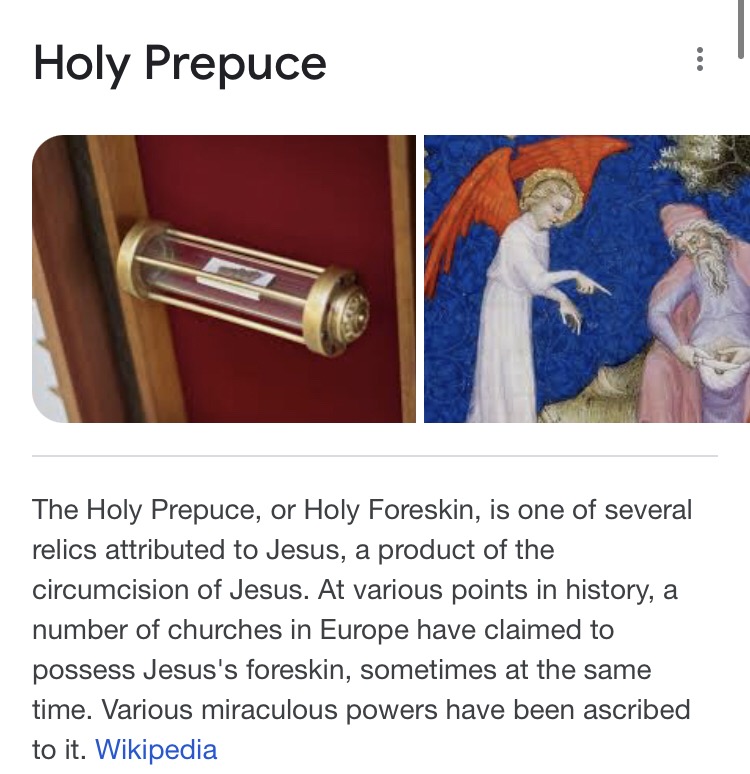 Holy Prepuce
The Holy Prepuce, or Holy Foreskin, is one of several
relics attributed to Jesus, a product of the
circumcision of Jesus. At various points in history, a
number of churches in Europe have claimed to
possess Jesus's foreskin, sometimes at the same
time. Various miraculous powers have been ascribed
to it. Wikipedia